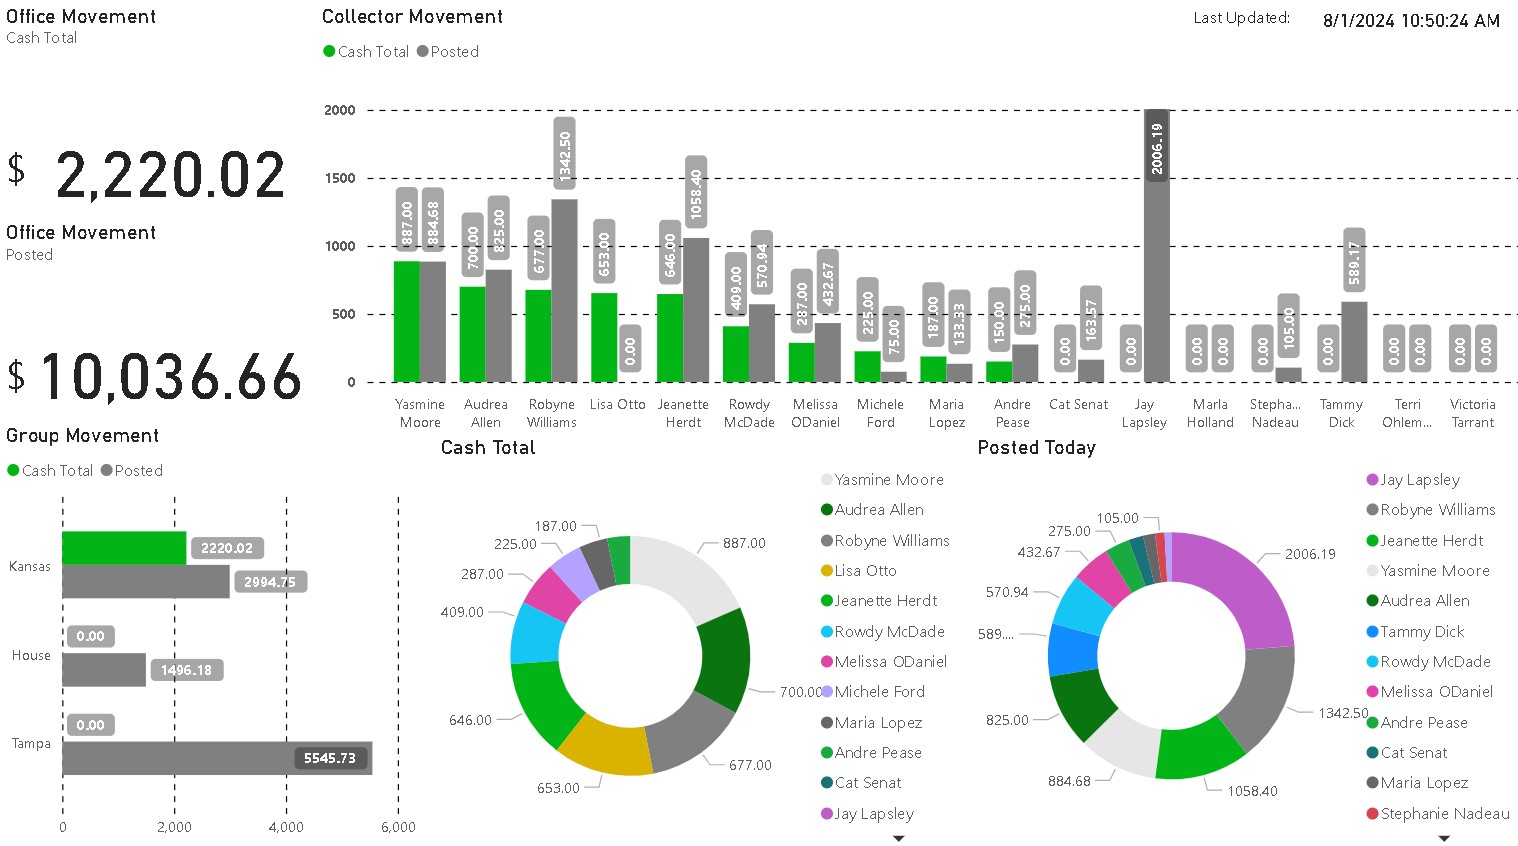 Office Movement
Cash Total
$ 2,220.02
Office Movement
Posted
$ 10,036.66
Collector Movement
Cash Total Posted
Last Updated: 8/1/2024 10:50:24 AM
2000
1500
1000
500
0
887.00 884.68
700.00 825.00
677.00 1342.50
653.00 0.00
646.00 1058.40
409.00 570.94
287.00 432.67
225.00 75.00
187.00 133.33
150.00 275.00
0.00 163.57
0.00 2006.19
0.00 0.00
0.00 105.00
0.00 589.17
0.00 0.00
0.00 0.00
Yasmine Moore
Audrea Allen
Robyne Williams
Lisa Otto
Jeanette Herdt
Rowdy McDade
Melissa ODaniel
Michele Ford
Maria Lopez
Andre Pease
Cat Senat
Jay Lapsley
Marla Holland
Stepha... Nadeau
Tammy Dick
Terri Ohlem...
Victoria Tarrant
Group Movement
Cash Total Posted
Kansas
2220.02
2994.75
House
0.00
1496.18
Tampa
0.00
5545.73
0 2,000 4,000 6,000
Cash Total
887.00
700.00
677.00
653.00
646.00
409.00
287.00
225.00
187.00
Yasmine Moore
Audrea Allen
Robyne Williams
Lisa Otto
Jeanette Herdt
Rowdy McDade
Melissa ODaniel
Michele Ford
Maria Lopez
Andre Pease
Cat Senat
Jay Lapsley
Posted Today
2006.19
1342.50
1058.40
884.68
825.00
589....
570.94
432.67
275.00
105.00
Jay Lapsley
Robyne Williams
Jeanette Herdt
Yasmine Moore
Audrea Allen
Tammy Dick
Rowdy McDade
Melissa ODaniel
Andre Pease
Cat Senat
Maria Lopez
Stephanie Nadeau